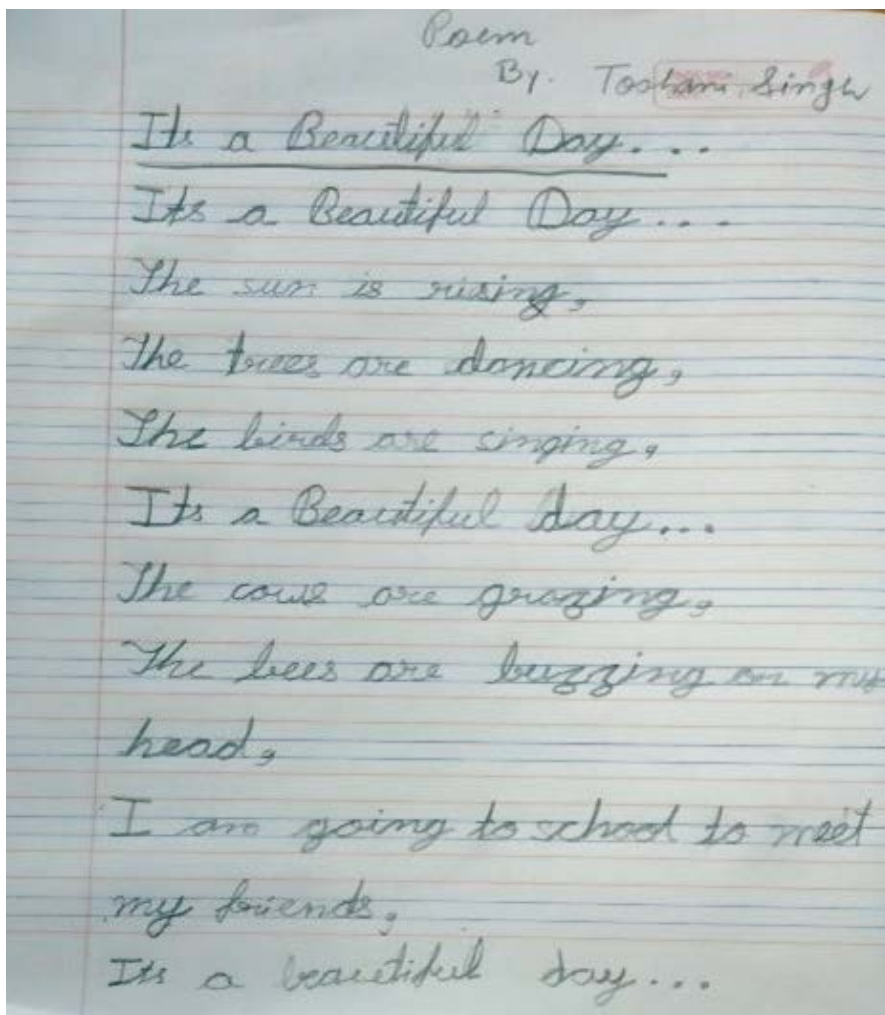 Poem
By. Toshani Singh
Its a Beautiful Day....
Its a Beautiful Day....
The sun is rising,
The trees are dancing,
The birds are singing,
Its a Beautiful day...
The cows are grazing,
The bees are buzzing on my
head,
I am going to school to meet
my friends,
Its a beautiful day...